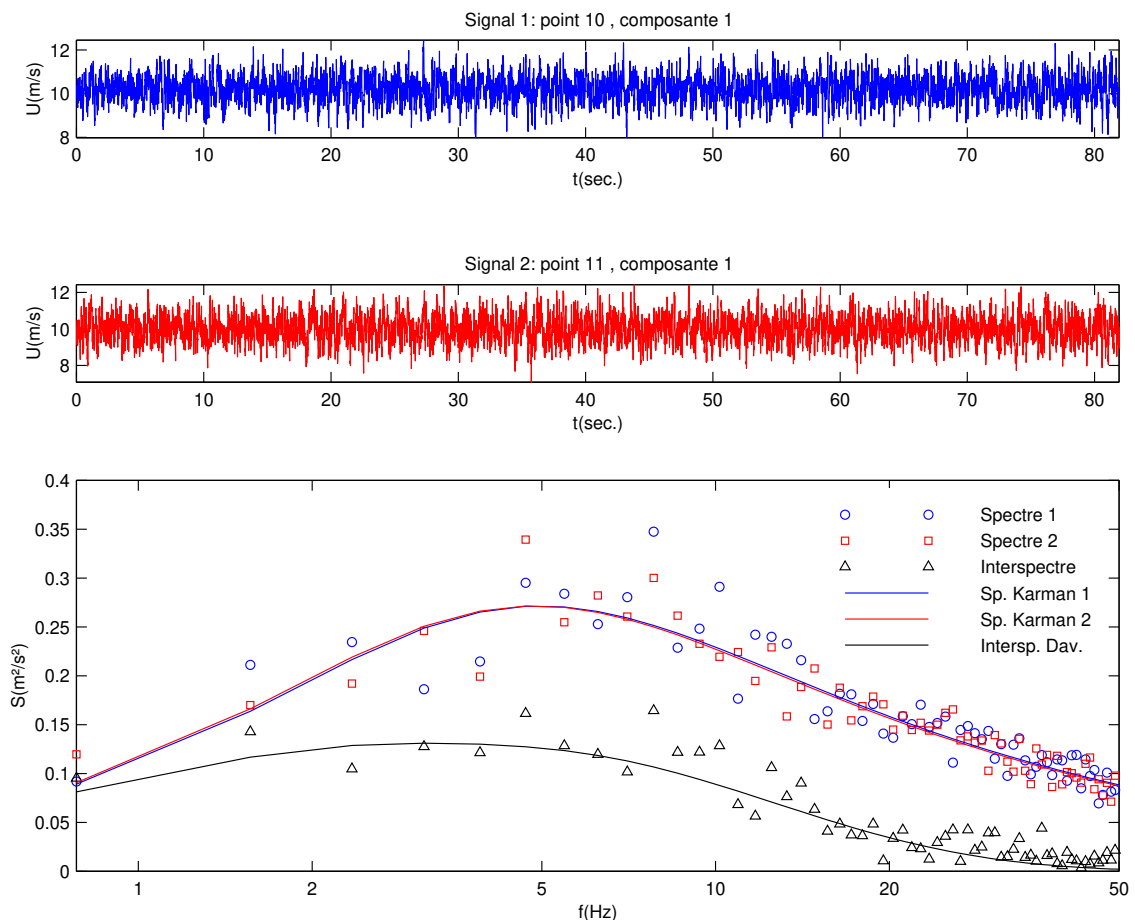 Signal 1: point 10 , composante 1
12
10
8
U(m/s)
0 10 20 30 40 50 60 70 80
t(sec.)
Signal 2: point 11 , composante 1
12
10
8
U(m/s)
0 10 20 30 40 50 60 70 80
t(sec.)
0.4
0.35
0.3
0.25
0.2
0.15
0.1
0.05
0
S(m²/s²)
Spectre 1
Spectre 2
Interspectre
Sp. Karman 1
Sp. Karman 2
Intersp. Dav.
1 2 5 10 20 50
f(Hz)